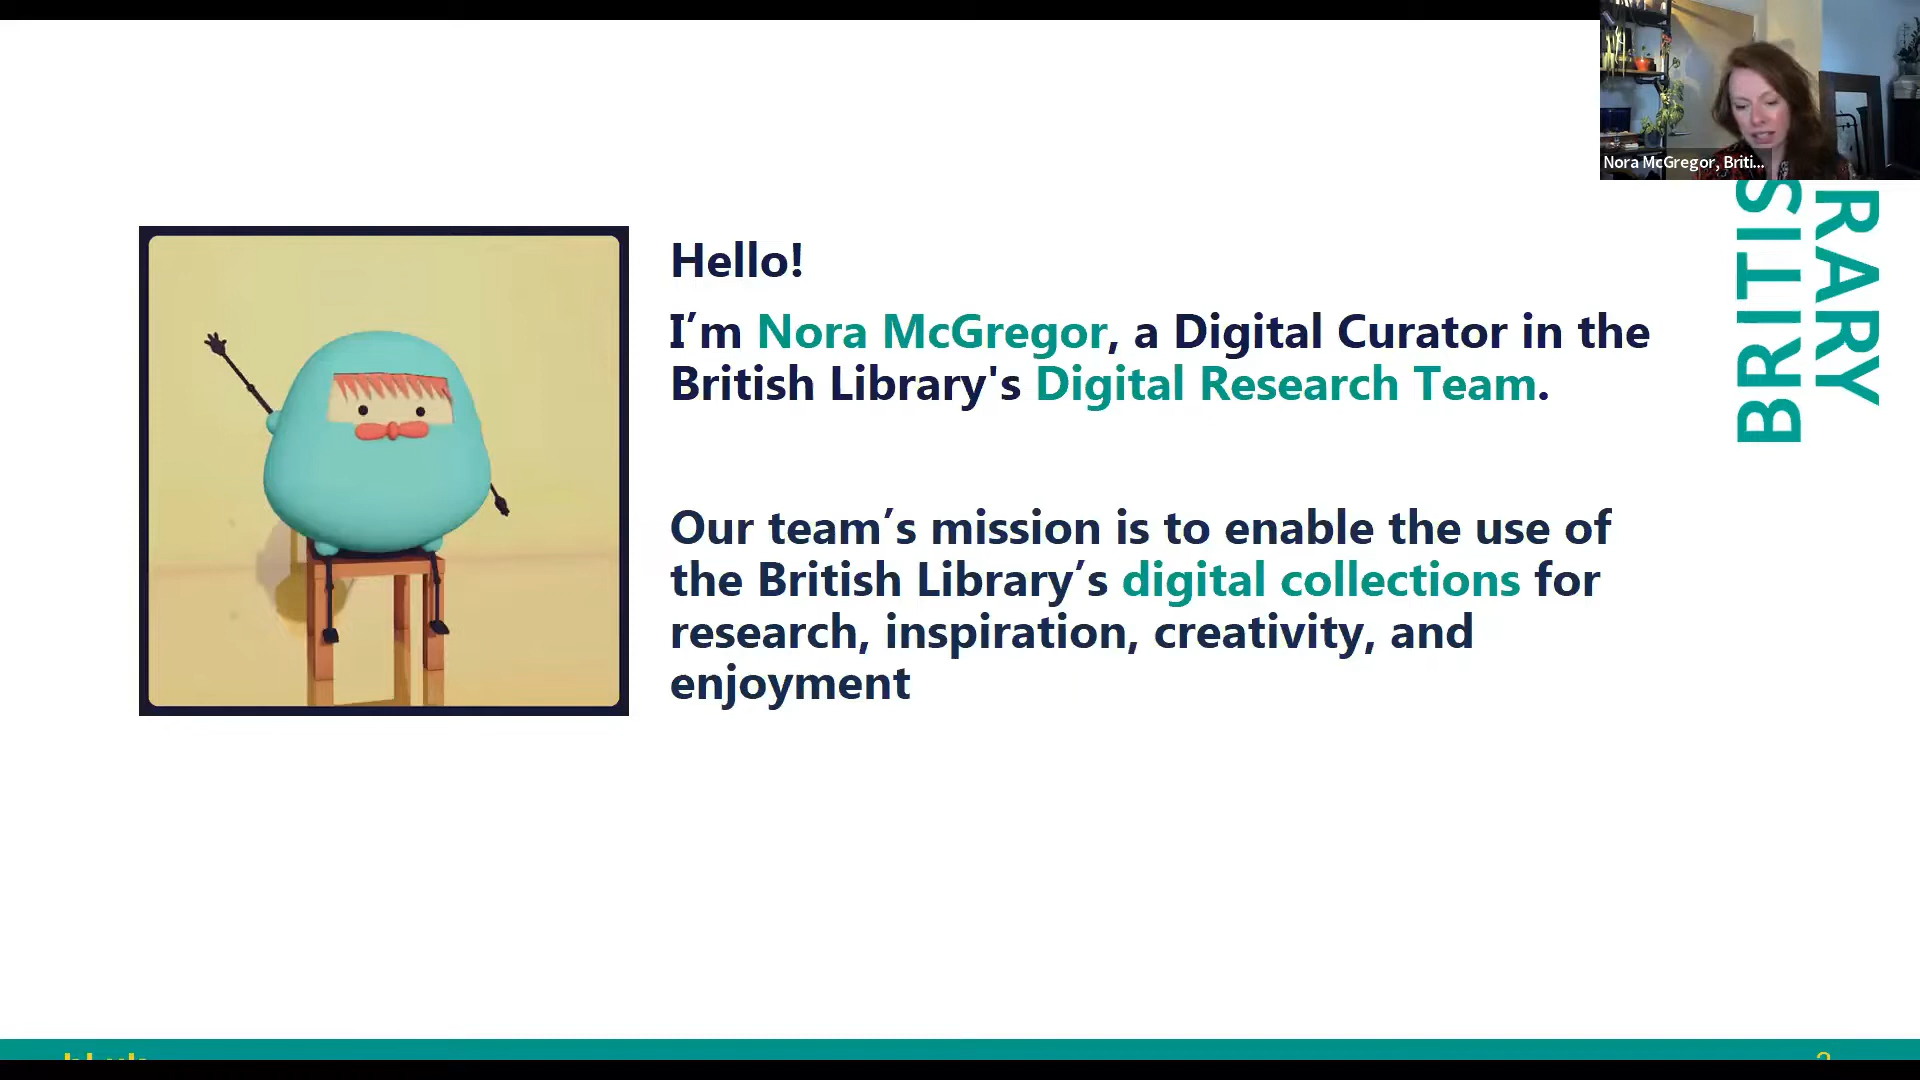 Nora McGregor, Briti...
Hello!
I’m Nora McGregor, a Digital Curator in the
British Library's Digital Research Team.
Our team’s mission is to enable the use of
the British Library’s digital collections for
research, inspiration, creativity, and
enjoyment
BRITIS
RARY